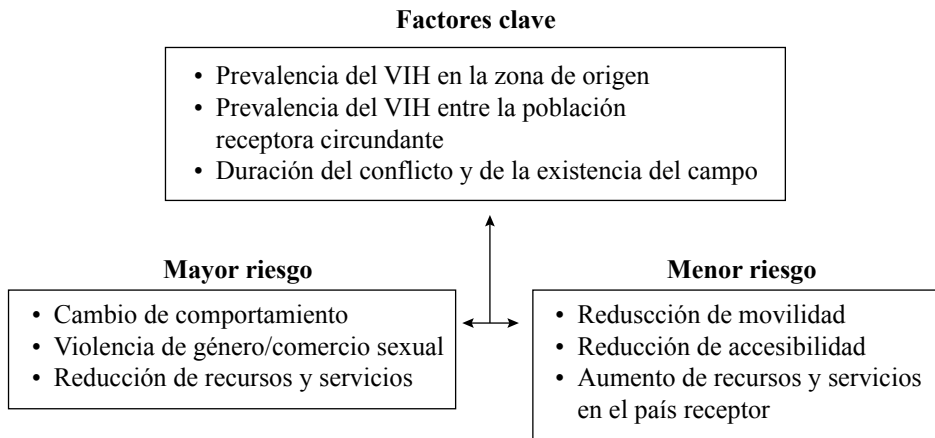 Factores clave
• Prevalencia del VIH en la zona de origen
• Prevalencia del VIH entre la población
receptora circundante
• Duración del conflicto y de la existencia del campo
Mayor riesgo
• Cambio de comportamiento
• Violencia de género/comercio sexual
• Reducción de recursos y servicios
Menor riesgo
• Reduscción de movilidad
• Reducción de accesibilidad
• Aumento de recursos y servicios
en el país receptor